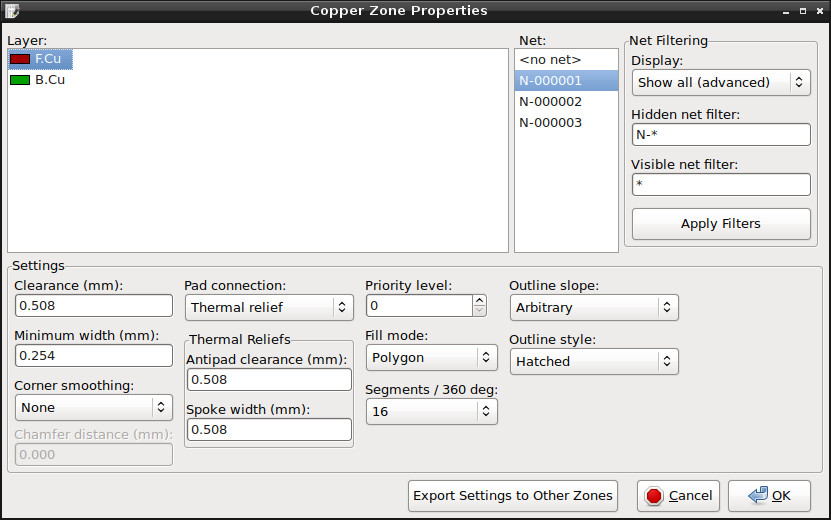 Copper Zone Properties
Layer:
F.Cu
B.Cu
Net:
<no net>
N-000001
N-000002
N-000003
Net Filtering
Display:
Show all (advanced)
Hidden net filter:
N-*
Visible net filter:
*
Apply Filters
Settings
Clearance (mm):
0.508
Minimum width (mm):
0.254
Corner smoothing:
None
Chamfer distance (mm):
0.000
Pad connection:
Thermal relief
Thermal Reliefs
Antipad clearance (mm):
0.508
Spoke width (mm):
0.508
Priority level:
0
Fill mode:
Polygon
Segments / 360 deg:
16
Outline slope:
Arbitrary
Outline style:
Hatched
Export Settings to Other Zones
Cancel
OK